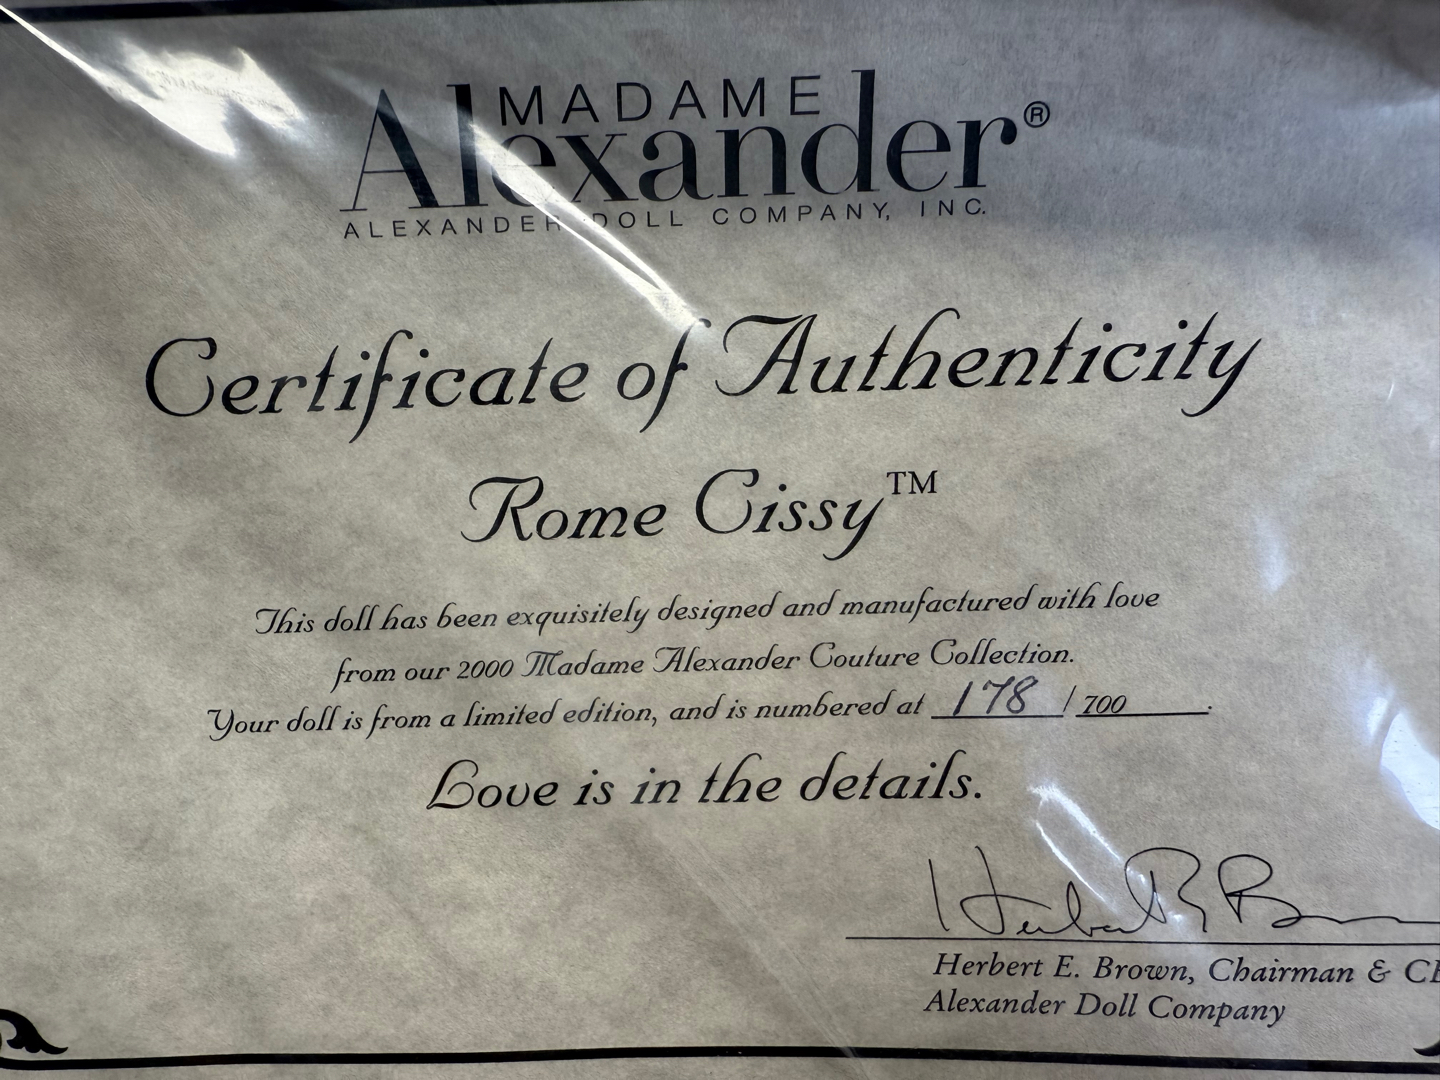 MADAME
Alexander®
ALEXANDER DOLL COMPANY, INC.
Certificate of Authenticity
Rome Cissy™
This doll has been exquisitely designed and manufactured with love
from our 2000 Madame Alexander Couture Collection.
Your doll is from a limited edition, and is numbered at 178 / 700.
Love is in the details.
Herbert E. Brown, Chairman & CE
Alexander Doll Company